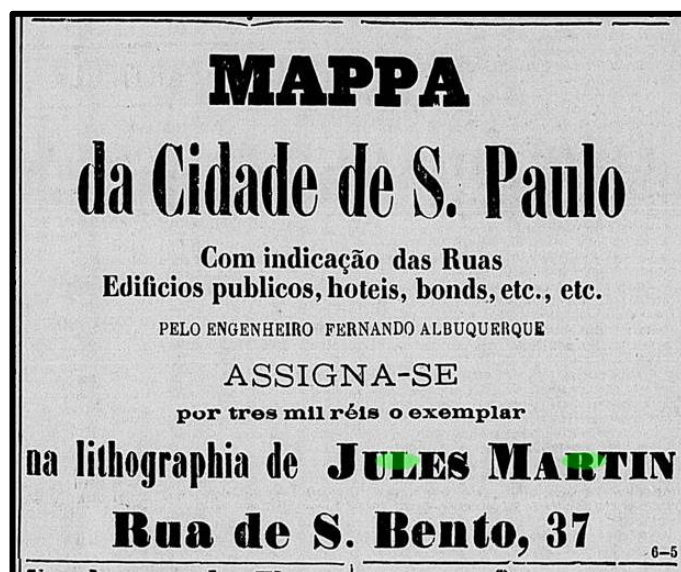 MAPPA
da Cidade de S. Paulo
Com indicação das Ruas
Edificios publicos, hoteis, bonds, etc., etc.
PELO ENGENHEIRO FERNANDO ALBUQUERQUE
ASSIGNA-SE
por tres mil réis o exemplar
na lithographia de JULES MARTIN
Rua de S. Bento, 37
6-5